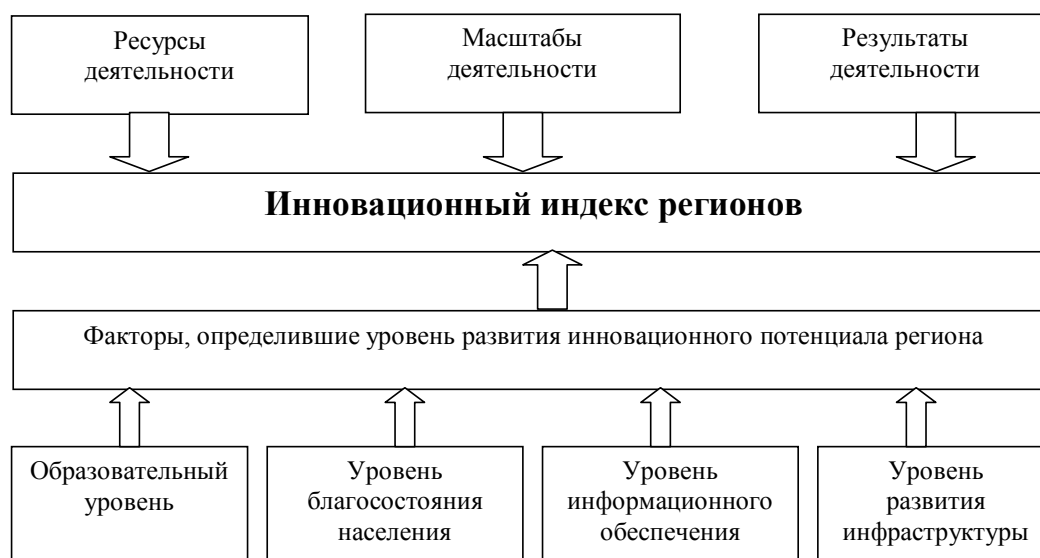 Ресурсы
деятельности
Масштабы
деятельности
Результаты
деятельности
Инновационный индекс регионов
Факторы, определившие уровень развития инновационного потенциала региона
Образовательный
уровень
Уровень
благосостояния
населения
Уровень
информационного
обеспечения
Уровень
развития
инфраструктуры